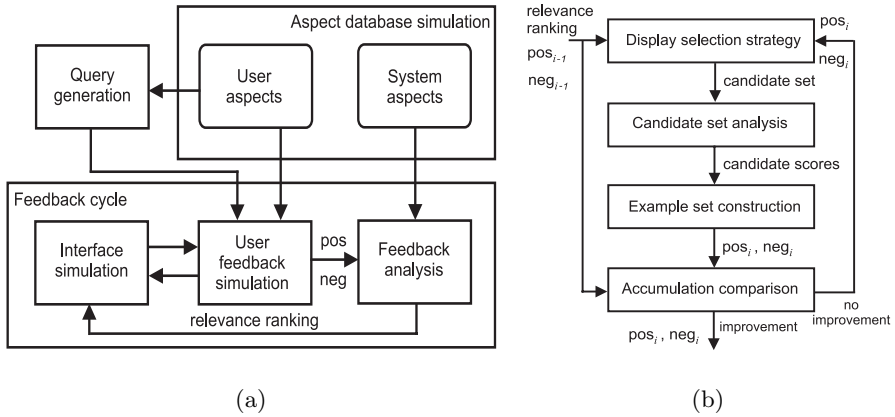 Aspect database simulation
Query
generation
User
aspects
System
aspects
Feedback cycle
Interface
simulation
User
feedback
simulation
pos
neg
Feedback
analysis
relevance ranking
(a)
relevance
ranking
pos_{i-1}
neg_{i-1}
Display selection strategy
pos_i
neg_i
candidate set
Candidate set analysis
candidate scores
Example set construction
pos_i , neg_i
Accumulation comparison
no
improvement
improvement
pos_i , neg_i
(b)